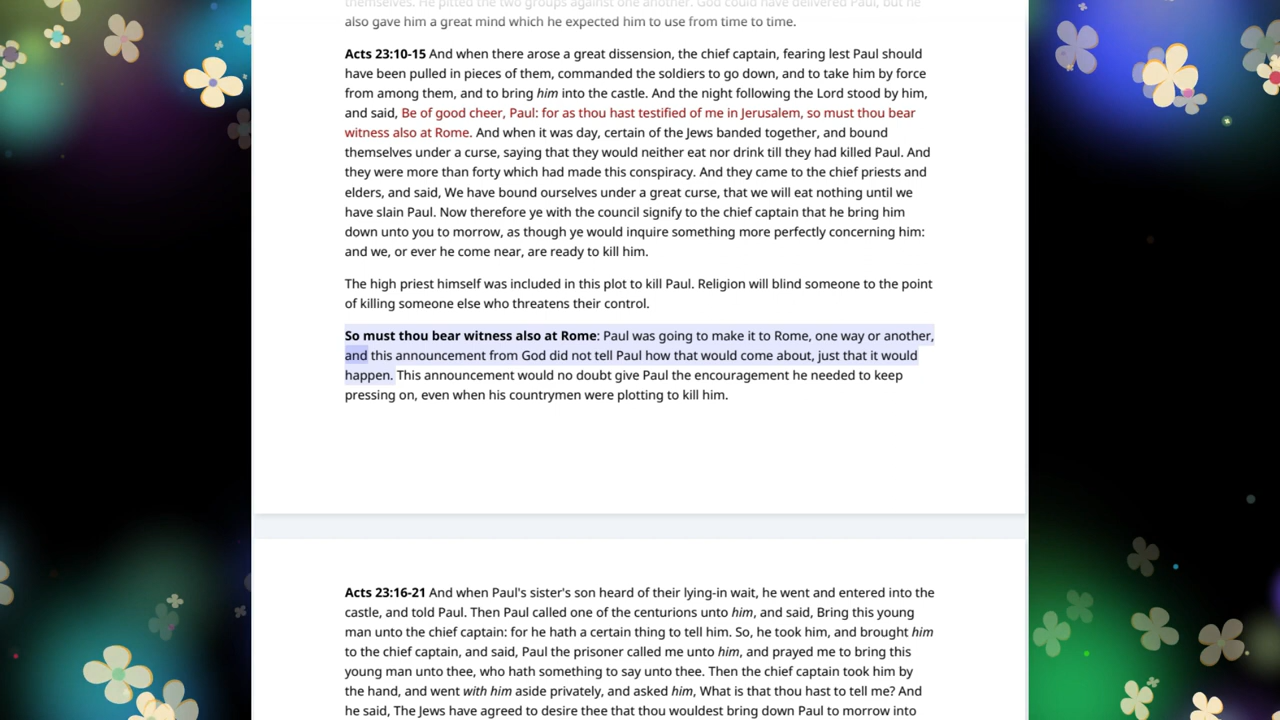 themselves. He pitted the two groups against one another. God could have delivered Paul, but he
also gave him a great mind which he expected him to use from time to time.
Acts 23:10-15 And when there arose a great dissension, the chief captain, fearing lest Paul should
have been pulled in pieces of them, commanded the soldiers to go down, and to take him by force
from among them, and to bring him into the castle. And the night following the Lord stood by him,
and said, Be of good cheer, Paul: for as thou hast testified of me in Jerusalem, so must thou bear
witness also at Rome. And when it was day, certain of the Jews banded together, and bound
themselves under a curse, saying that they would neither eat nor drink till they had killed Paul. And
they were more than forty which had made this conspiracy. And they came to the chief priests and
elders, and said, We have bound ourselves under a great curse, that we will eat nothing until we
have slain Paul. Now therefore ye with the council signify to the chief captain that he bring him
down unto you to morrow, as though ye would inquire something more perfectly concerning him:
and we, or ever he come near, are ready to kill him.
The high priest himself was included in this plot to kill Paul. Religion will blind someone to the point
of killing someone else who threatens their control.
So must thou bear witness also at Rome: Paul was going to make it to Rome, one way or another,
and this announcement from God did not tell Paul how that would come about, just that it would
happen. This announcement would no doubt give Paul the encouragement he needed to keep
pressing on, even when his countrymen were plotting to kill him.
Acts 23:16-21 And when Paul's sister's son heard of their lying-in wait, he went and entered into the
castle, and told Paul. Then Paul called one of the centurions unto him, and said, Bring this young
man unto the chief captain: for he hath a certain thing to tell him. So, he took him, and brought him
to the chief captain, and said, Paul the prisoner called me unto him, and prayed me to bring this
young man unto thee, who hath something to say unto thee. Then the chief captain took him by
the hand, and went with him aside privately, and asked him, What is that thou hast to tell me? And
he said, The Jews have agreed to desire thee that thou wouldest bring down Paul to morrow into